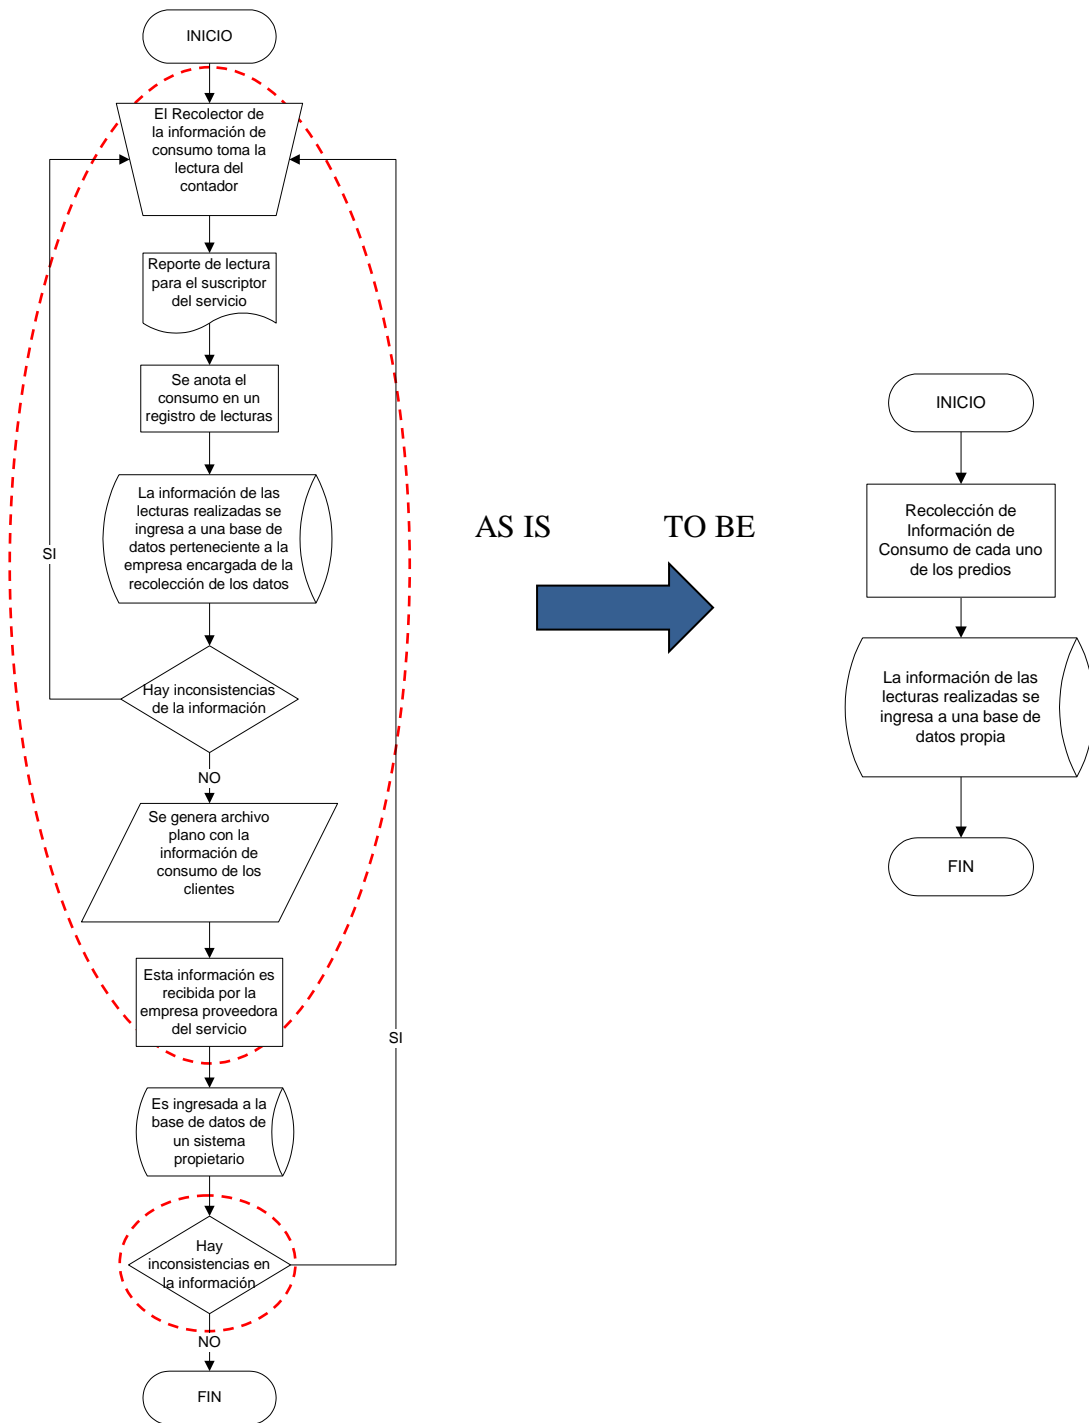 INICIO
El Recolector de
la información de
consumo toma la
lectura del
contador
Reporte de lectura
para el suscriptor
del servicio
Se anota el
consumo en un
registro de lecturas
La información de las
lecturas realizadas se
ingresa a una base de
datos perteneciente a la
empresa encargada de la
recolección de los datos
SI
Hay inconsistencias
de la información
NO
Se genera archivo
plano con la
información de
consumo de los
clientes
Esta información es
recibida por la
empresa proveedora
del servicio
SI
Es ingresada a la
base de datos de
un sistema
propietario
Hay
inconsistencias en
la información
NO
FIN
AS IS
TO BE
INICIO
Recolección de
Información de
Consumo de cada uno
de los predios
La información de las
lecturas realizadas se
ingresa a una base de
datos propia
FIN